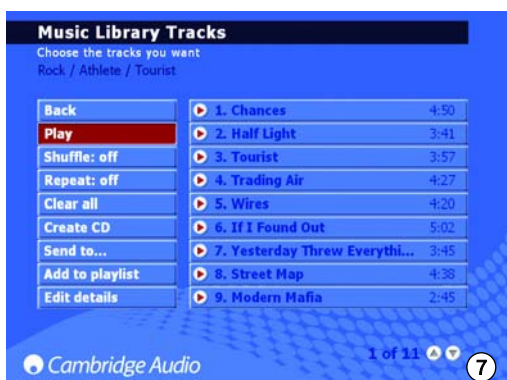 Music Library Tracks
Choose the tracks you want
Rock / Athlete / Tourist
Back
Play
Shuffle: off
Repeat: off
Clear all
Create CD
Send to...
Add to playlist
Edit details
1. Chances 4:50
2. Half Light 3:41
3. Tourist 3:57
4. Trading Air 4:27
5. Wires 4:20
6. If I Found Out 5:02
7. Yesterday Threw Everythi... 3:45
8. Street Map 4:38
9. Modern Mafia 2:45
1 of 11
Cambridge Audio
7